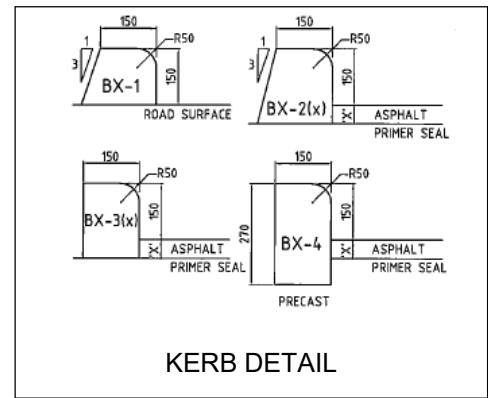 150
R50
1
3
150
BX-1
ROAD SURFACE
150
R50
1
3
150
BX-2(x)
'X'
ASPHALT
PRIMER SEAL
150
R50
150
BX-3(x)
'X'
ASPHALT
PRIMER SEAL
150
R50
270
150
BX-4
'X'
ASPHALT
PRIMER SEAL
PRECAST
KERB DETAIL